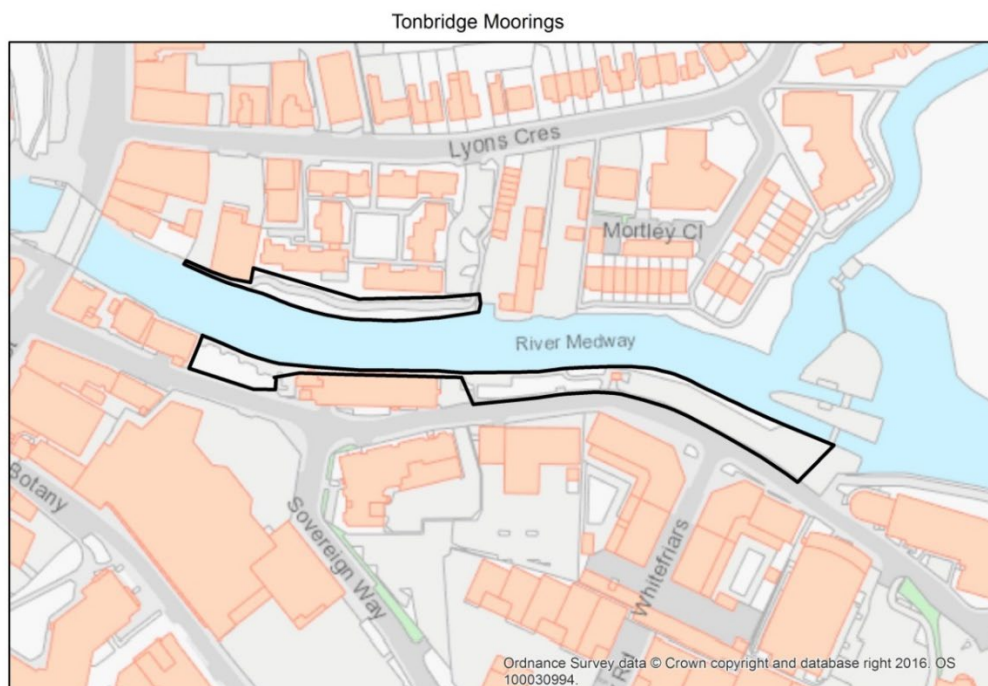 Tonbridge Moorings
Lyons Cres
Mortley Cl
River Medway
Botany
Sovereign Way
Whitefriars
Rd
Ordnance Survey data © Crown copyright and database right 2016. OS
100030994.